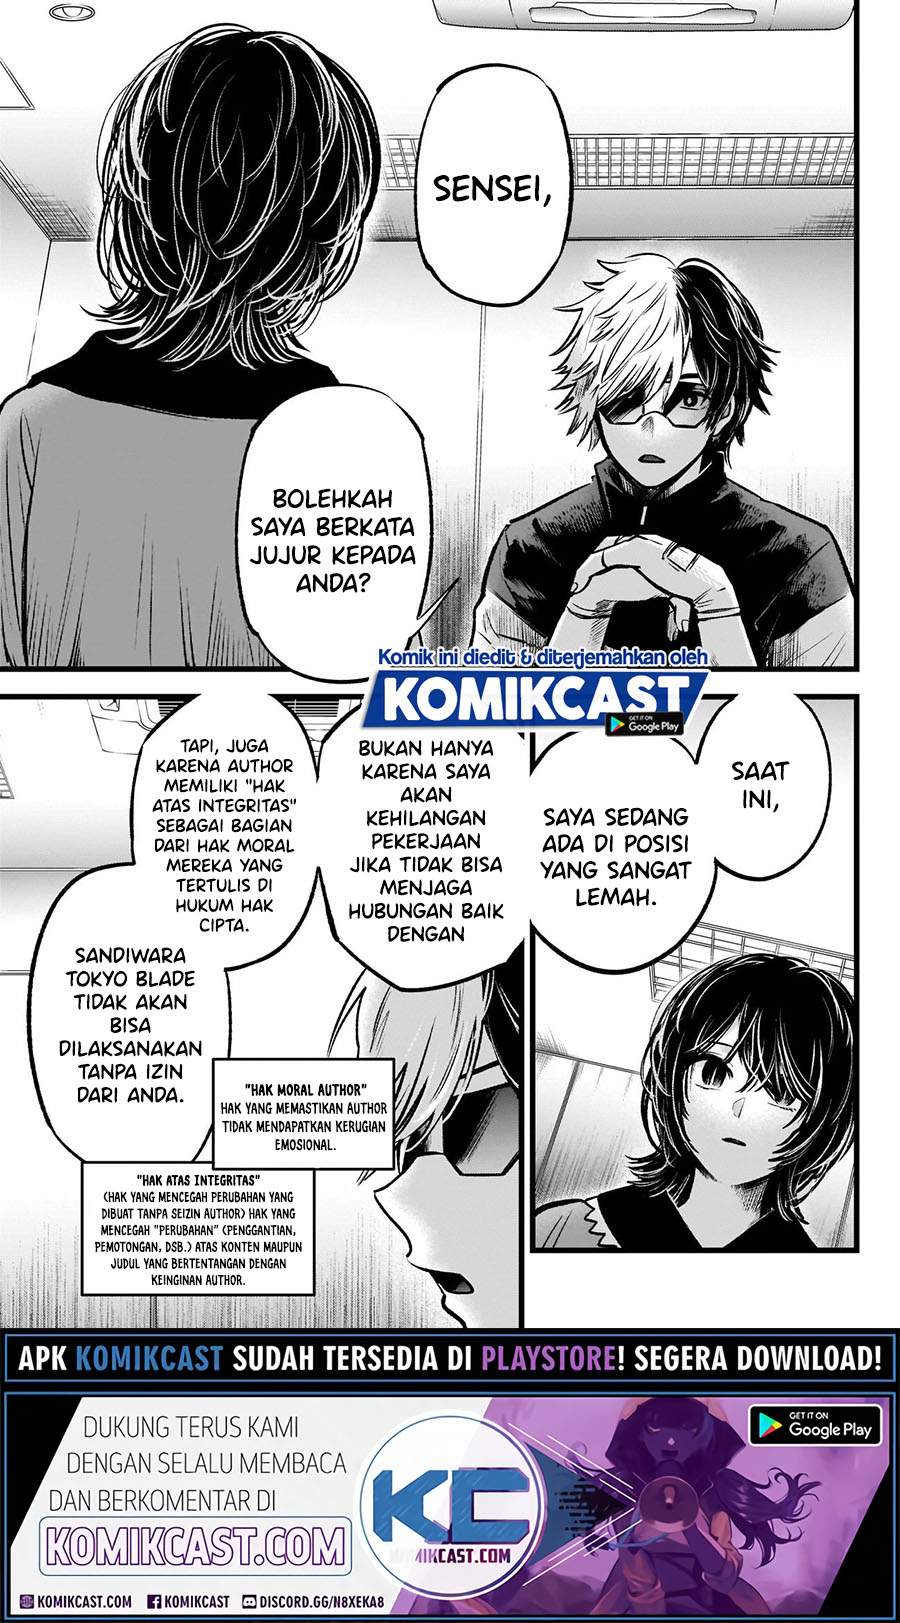 SENSEI,
BOLEHKAH
SAYA BERKATA
JUJUR KEPADA
ANDA?
Komik ini diedit & diterjemahkan oleh
KOMIKCAST
GET IT ON
Google Play
SAAT
INI,
SAYA SEDANG
ADA DI POSISI
YANG SANGAT
LEMAH.
BUKAN HANYA
KARENA SAYA
AKAN
KEHILANGAN
PEKERJAAN
JIKA TIDAK BISA
MENJAGA
HUBUNGAN BAIK
DENGAN
TAPI, JUGA
KARENA AUTHOR
MEMILIKI "HAK
ATAS INTEGRITAS"
SEBAGAI BAGIAN
DARI HAK MORAL
MEREKA YANG
TERTULIS DI
HUKUM HAK
CIPTA.
SANDIWARA
TOKYO BLADE
TIDAK AKAN
BISA
DILAKSANAKAN
TANPA IZIN
DARI ANDA.
"HAK MORAL AUTHOR"
HAK YANG MEMASTIKAN AUTHOR
TIDAK MENDAPATKAN KERUGIAN
EMOSIONAL.
"HAK ATAS INTEGRITAS"
(HAK YANG MENCEGAH PERUBAHAN YANG
DIBUAT TANPA SEIZIN AUTHOR) HAK YANG
MENCEGAH "PERUBAHAN" (PENGGANTIAN,
PEMOTONGAN, DSB.) ATAS KONTEN MAUPUN
JUDUL YANG BERTENTANGAN DENGAN
KEINGINAN AUTHOR.
APK KOMIKCAST SUDAH TERSEDIA DI PLAYSTORE! SEGERA DOWNLOAD!
DUKUNG TERUS KAMI
DENGAN SELALU MEMBACA
DAN BERKOMENTAR DI
KOMIKCAST.COM
KOMIKCAST.COM KOMIKCAST DISCORD.GG/N8XEKA8
KC
KOMIKCAST.COM
GET IT ON
Google Play